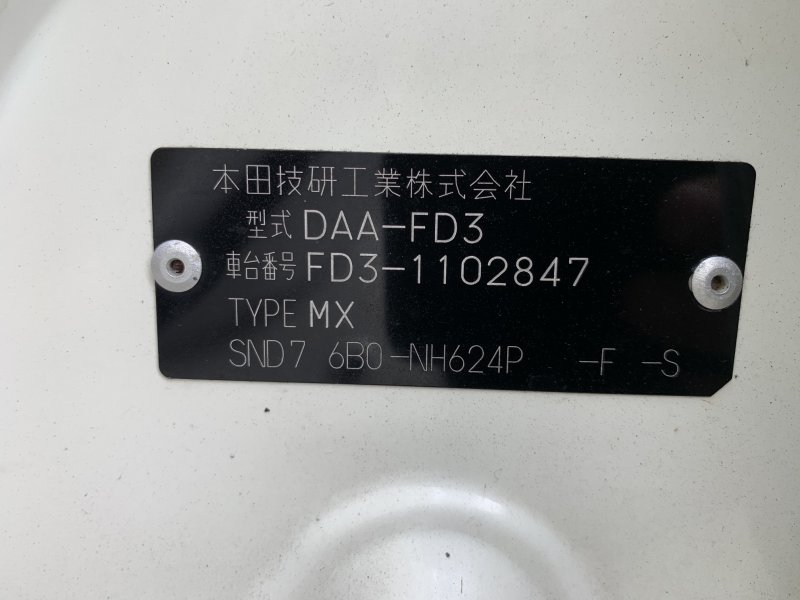 本田技研工業株式会社
型式 DAA-FD3
車台番号 FD3-1102847
TYPE MX
SND7 6B0-NH624P -F -S